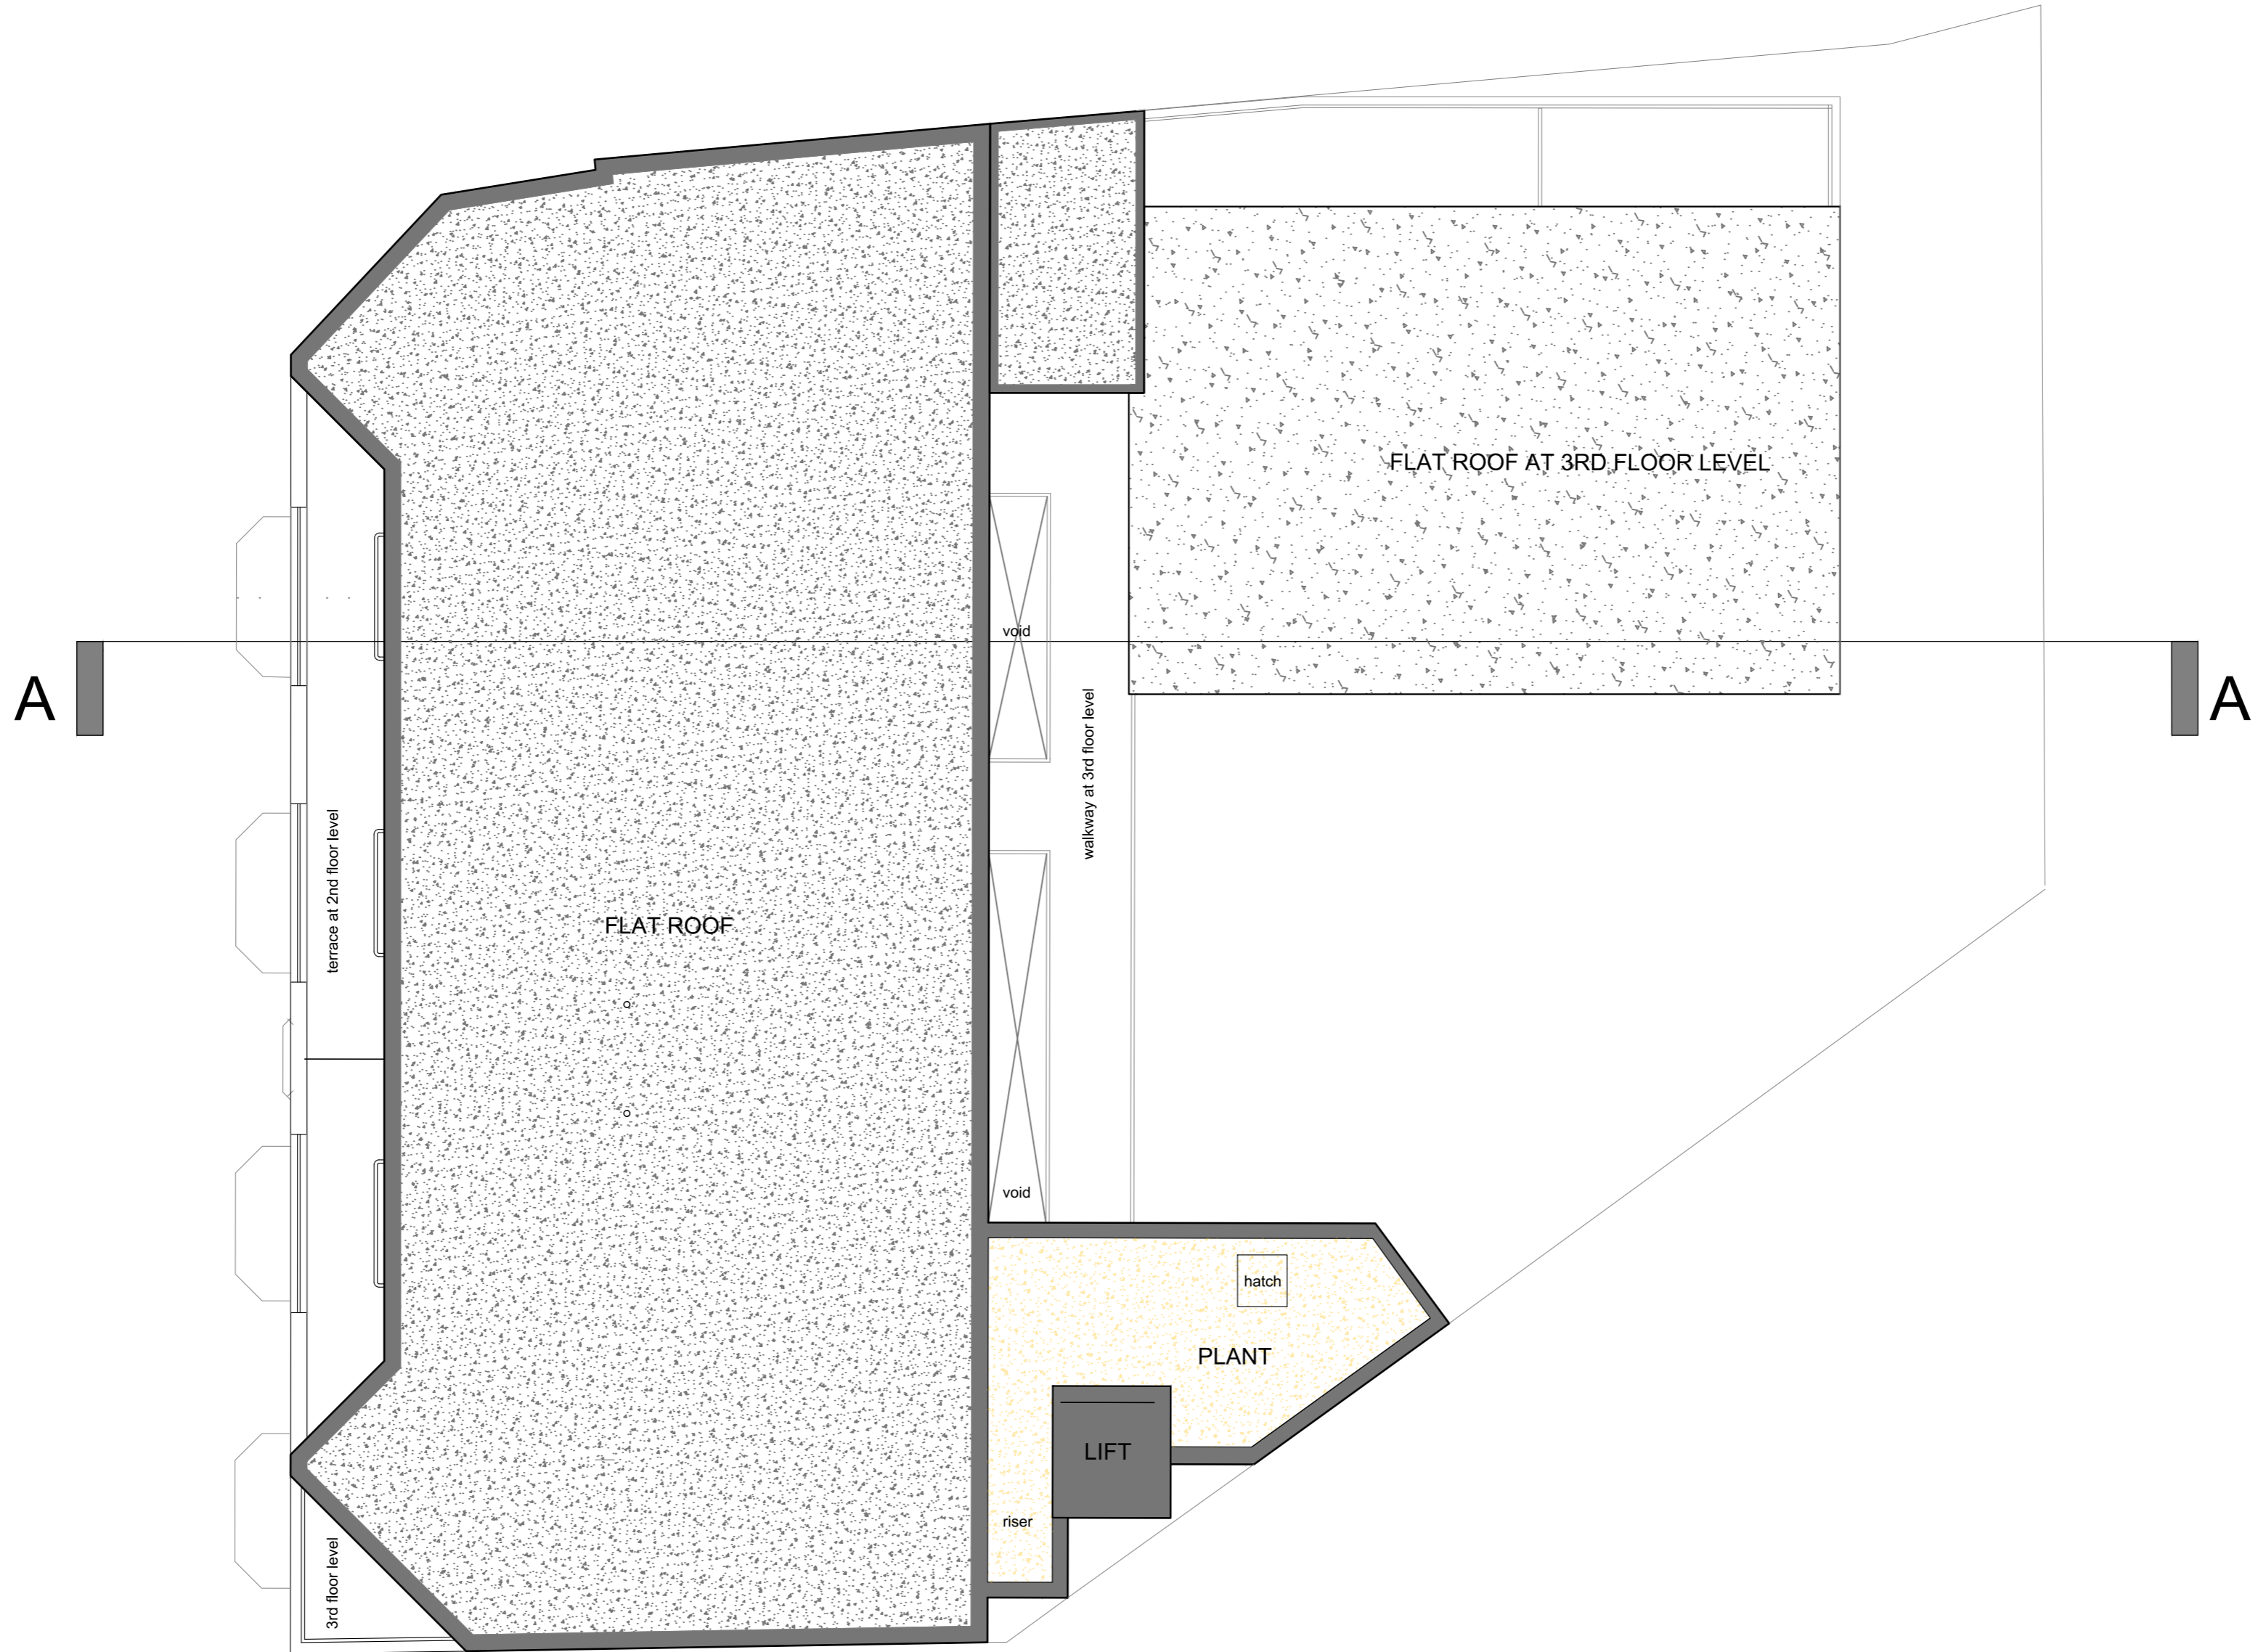 FLAT ROOF AT 3RD FLOOR LEVEL
void
A
A
walkway at 3rd floor level
terrace at 2nd floor level
FLAT ROOF
void
hatch
PLANT
LIFT
riser
3rd floor level